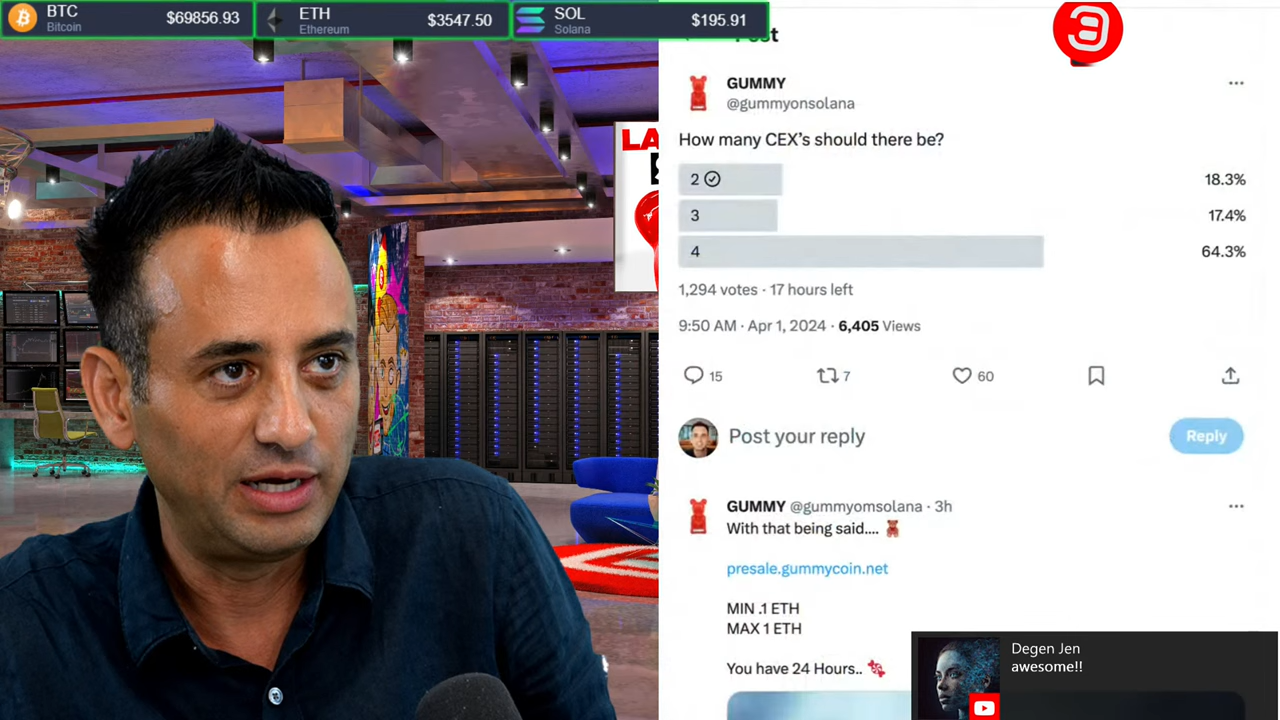 BTC
Bitcoin
$69856.93
ETH
Ethereum
$3547.50
SOL
Solana
$195.91
LA
GUMMY
@gummyonsolana
How many CEX's should there be?
2
18.3%
3
17.4%
4
64.3%
1,294 votes · 17 hours left
9:50 AM · Apr 1, 2024 · 6,405 Views
15
7
60
Post your reply
Reply
GUMMY @gummyomsolana · 3h
With that being said....
presale.gummycoin.net
MIN .1 ETH
MAX 1 ETH
You have 24 Hours..
Degen Jen
awesome!!